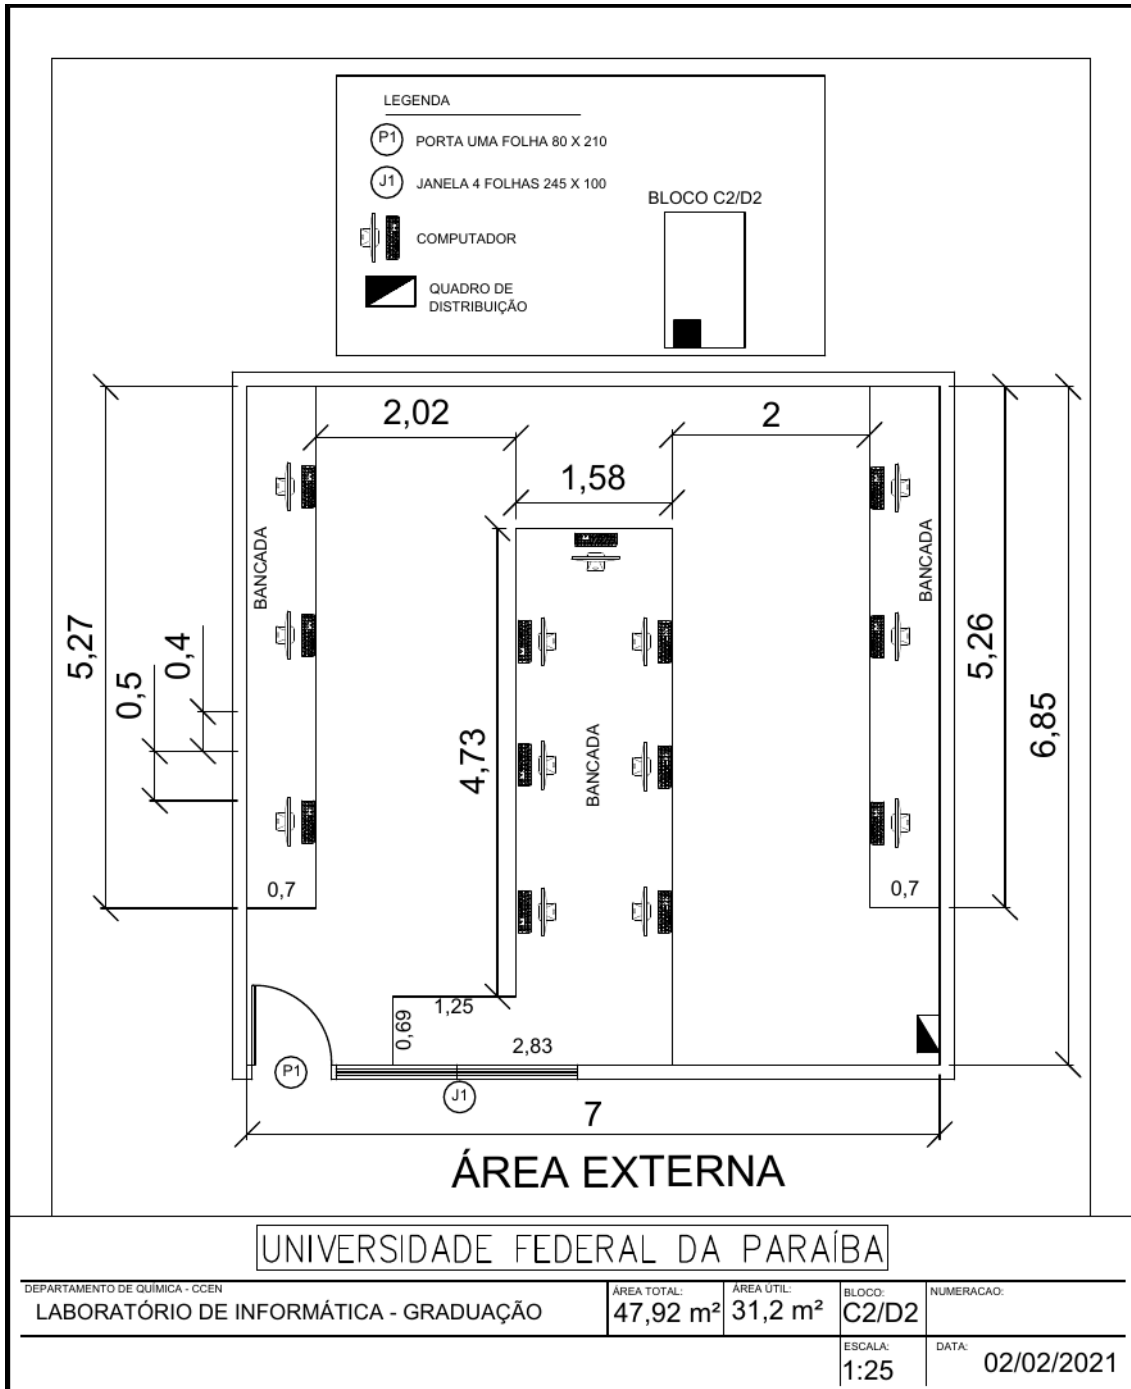 LEGENDA
P1 PORTA UMA FOLHA 80 X 210
J1 JANELA 4 FOLHAS 245 X 100
COMPUTADOR
QUADRO DE
DISTRIBUIÇÃO
BLOCO C2/D2
2,02
2
1,58
BANCADA
BANCADA
5,27
0,4
0,5
4,73
BANCADA
5,26
6,85
0,7
0,7
1,25
0,69
2,83
P1
J1
7
ÁREA EXTERNA
UNIVERSIDADE FEDERAL DA PARAÍBA
DEPARTAMENTO DE QUÍMICA - CCEN
LABORATÓRIO DE INFORMÁTICA - GRADUAÇÃO
ÁREA TOTAL:
47,92 m²
ÁREA ÚTIL:
31,2 m²
BLOCO:
C2/D2
NUMERACAO:
ESCALA:
1:25
DATA:
02/02/2021